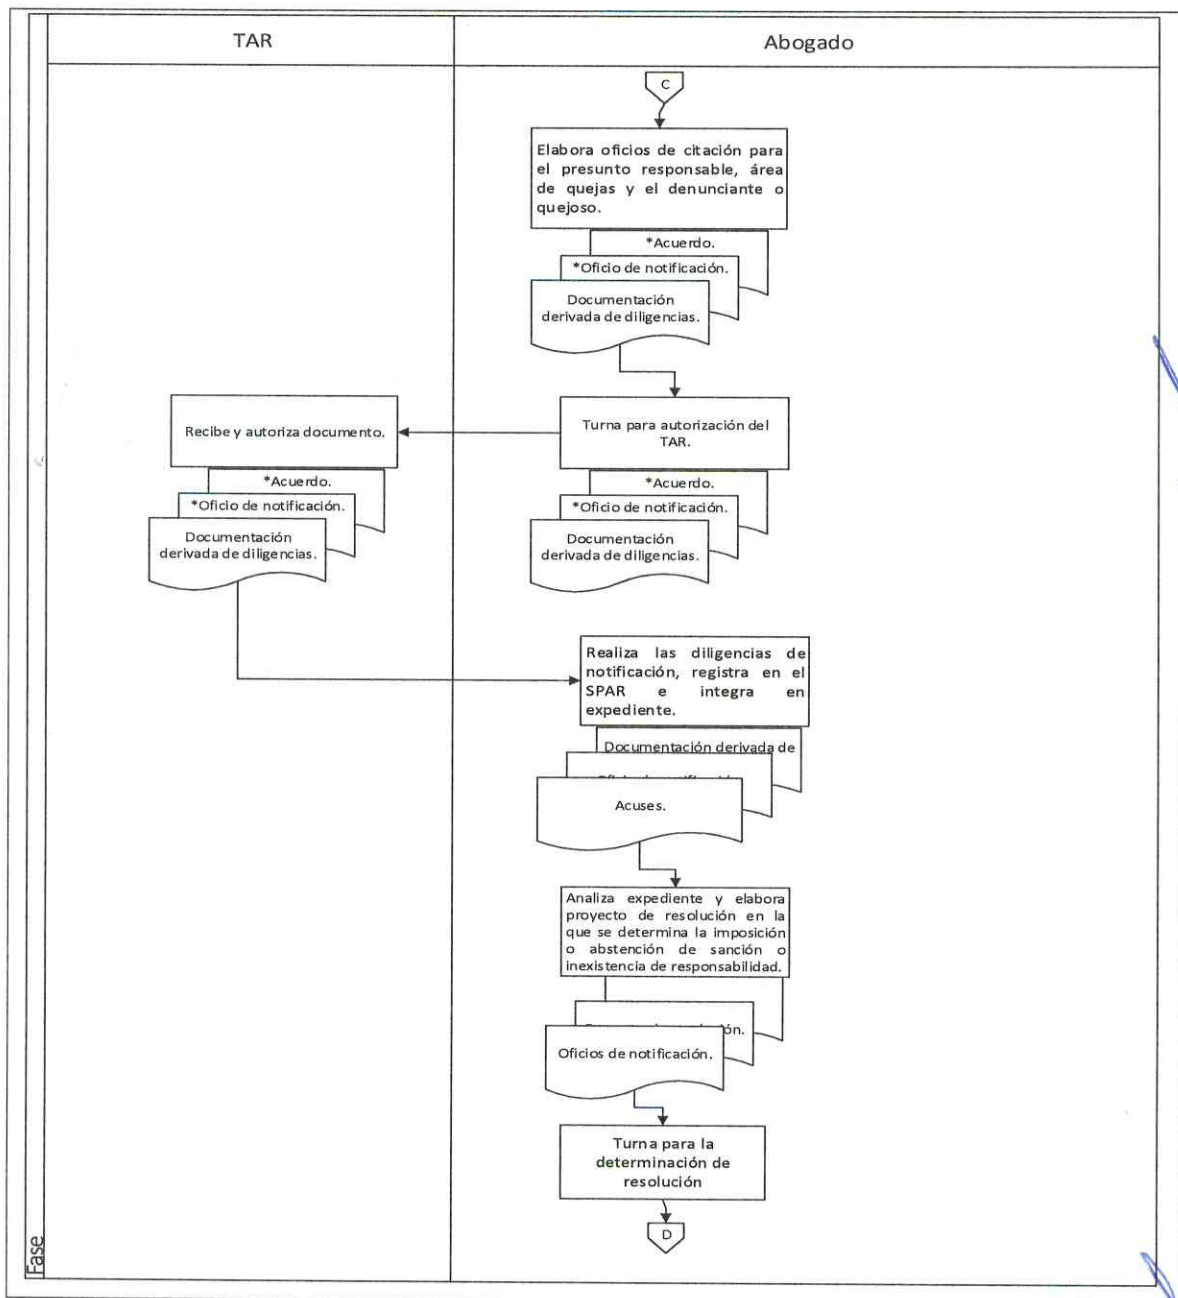 TAR
Abogado
C
Elabora oficios de citación para
el presunto responsable, área
de quejas y el denunciante o
quejoso.
*Acuerdo.
*Oficio de notificación.
Documentación
derivada de diligencias.
Turna para autorización del
TAR.
*Acuerdo.
*Oficio de notificación.
Documentación
derivada de diligencias.
Recibe y autoriza documento.
*Acuerdo.
*Oficio de notificación.
Documentación
derivada de diligencias.
Realiza las diligencias de
notificación, registra en el
SPAR e integra en
expediente.
Documentación derivada de
Acuses.
Analiza expediente y elabora
proyecto de resolución en la
que se determina la imposición
o abstención de sanción o
inexistencia de responsabilidad.
Oficios de notificación.
Turna para la
determinación de
resolución
D
Fase